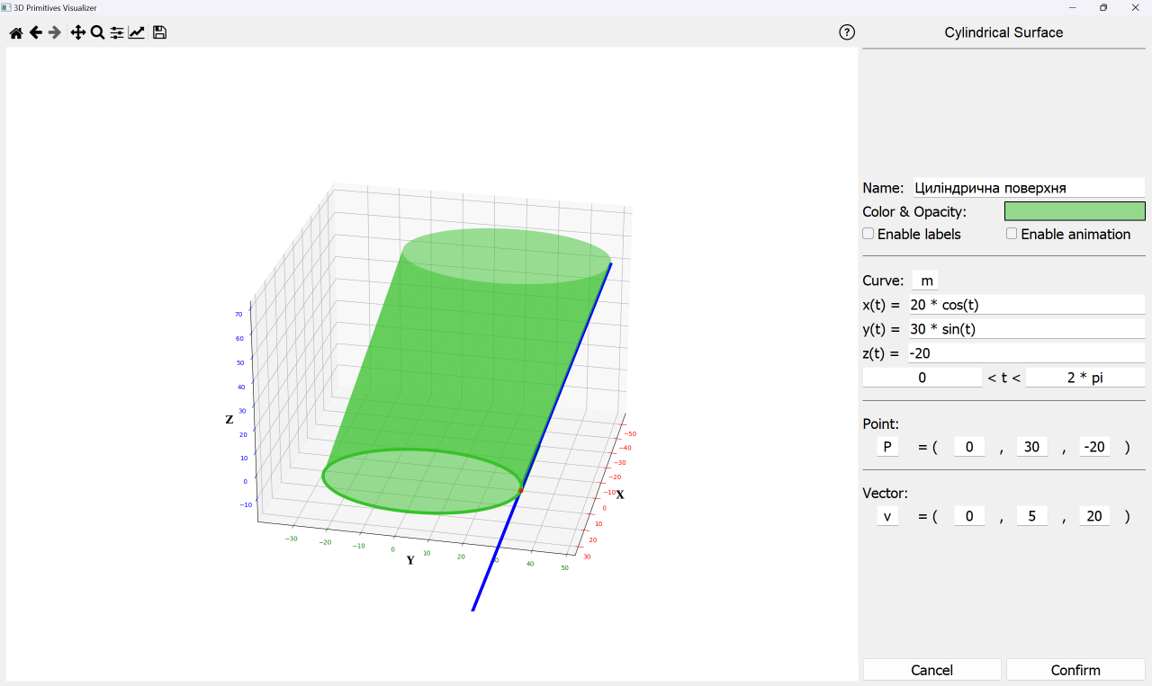 3D Primitives Visualizer
Cylindrical Surface
Name: Циліндрична поверхня
Color & Opacity:
Enable labels Enable animation
Curve: m
x(t) = 20 * cos(t)
y(t) = 30 * sin(t)
z(t) = -20
0 < t < 2 * pi
Point:
P = ( 0 , 30 , -20 )
Vector:
v = ( 0 , 5 , 20 )
Cancel Confirm
70
60
50
40
30
Z
20
10
0
−10
−30
−20
−10
0
10
20
40
50
Y
−50
−40
−30
−20
−10
0
10
20
30
X